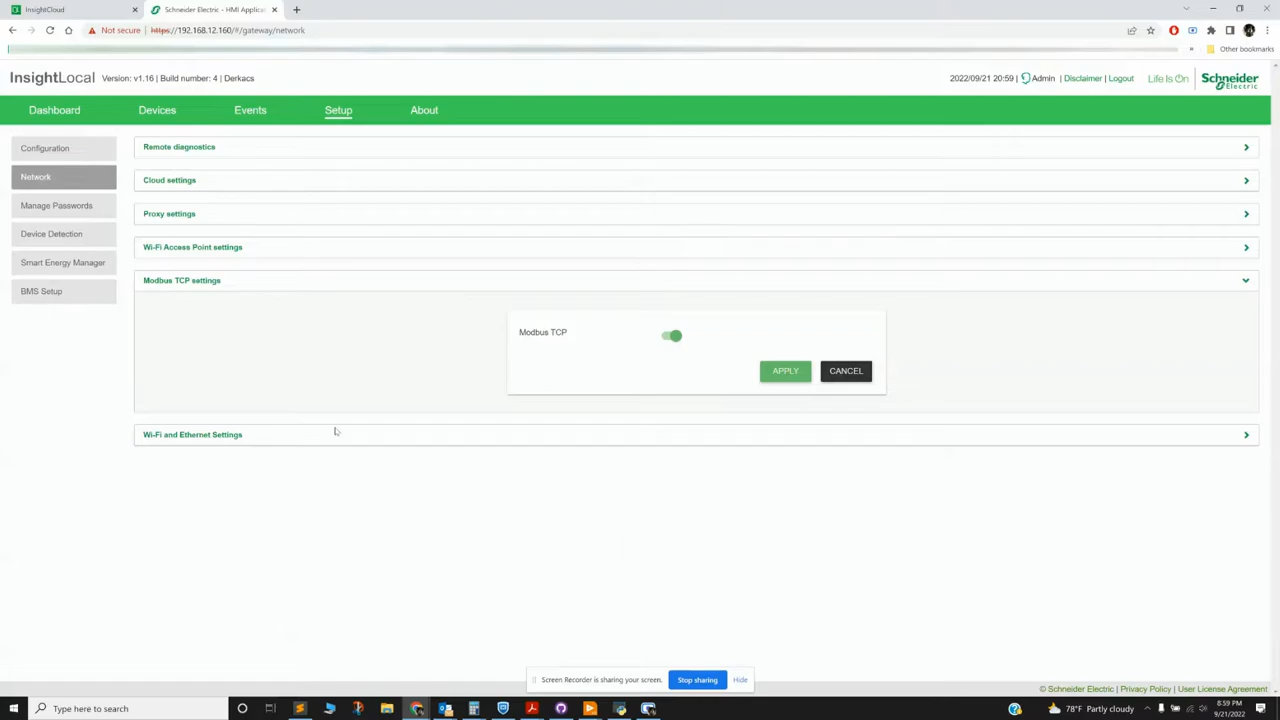 InsightCloud
Schneider Electric - HMI Applicat
Not secure https://192.168.12.160/#/gateway/network
» Other bookmarks
InsightLocal Version: v1.16 | Build number: 4 | Derkacs
2022/09/21 20:59 | Admin | Disclaimer | Logout
Life Is On | Schneider Electric
Dashboard
Devices
Events
Setup
About
Configuration
Network
Manage Passwords
Device Detection
Smart Energy Manager
BMS Setup
Remote diagnostics
Cloud settings
Proxy settings
Wi-Fi Access Point settings
Modbus TCP settings
Modbus TCP
APPLY
CANCEL
Wi-Fi and Ethernet Settings
Screen Recorder is sharing your screen.
Stop sharing
Hide
© Schneider Electric | Privacy Policy | User License Agreement
Type here to search
78°F Partly cloudy
8:59 PM
9/21/2022